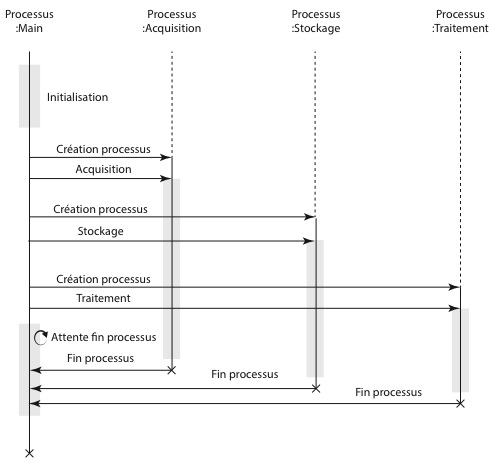 Processus
:Main
Processus
:Acquisition
Processus
:Stockage
Processus
:Traitement
Initialisation
Création processus
Acquisition
Création processus
Stockage
Création processus
Traitement
Attente fin processus
Fin processus
Fin processus
Fin processus